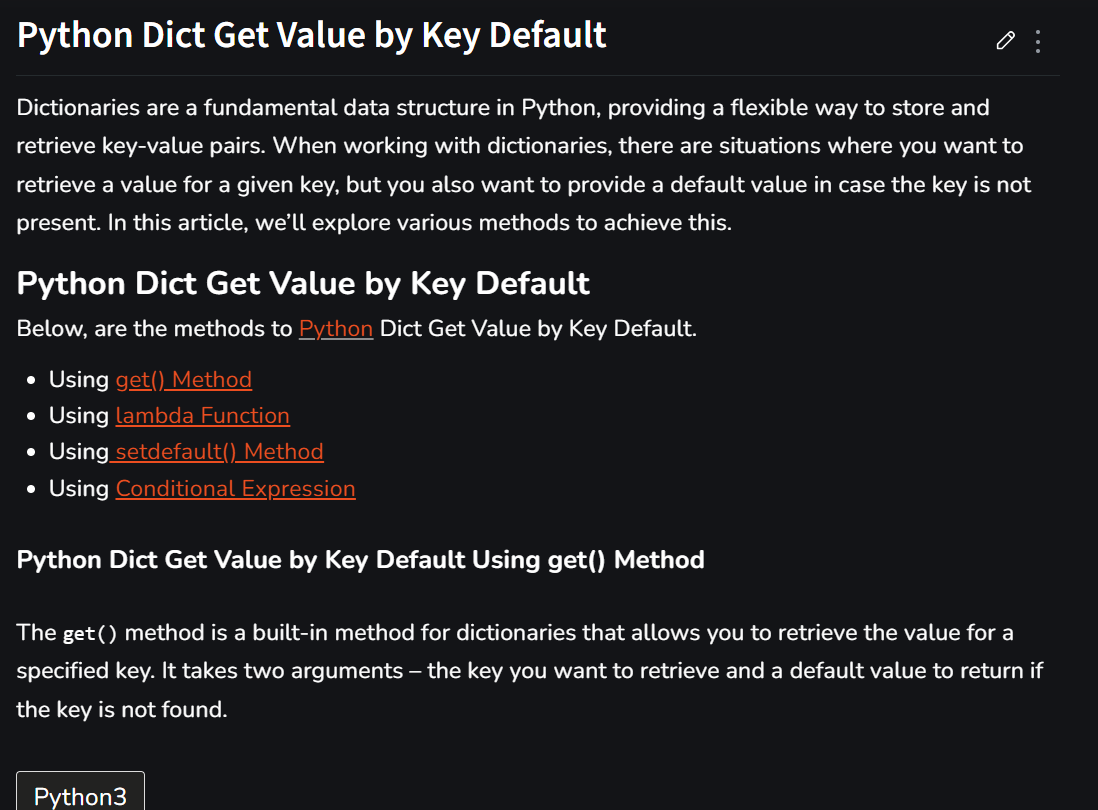 Python Dict Get Value by Key Default
Dictionaries are a fundamental data structure in Python, providing a flexible way to store and
retrieve key-value pairs. When working with dictionaries, there are situations where you want to
retrieve a value for a given key, but you also want to provide a default value in case the key is not
present. In this article, we’ll explore various methods to achieve this.
Python Dict Get Value by Key Default
Below, are the methods to Python Dict Get Value by Key Default.
• Using get() Method
• Using lambda Function
• Using setdefault() Method
• Using Conditional Expression
Python Dict Get Value by Key Default Using get() Method
The get() method is a built-in method for dictionaries that allows you to retrieve the value for a
specified key. It takes two arguments – the key you want to retrieve and a default value to return if
the key is not found.
Python3